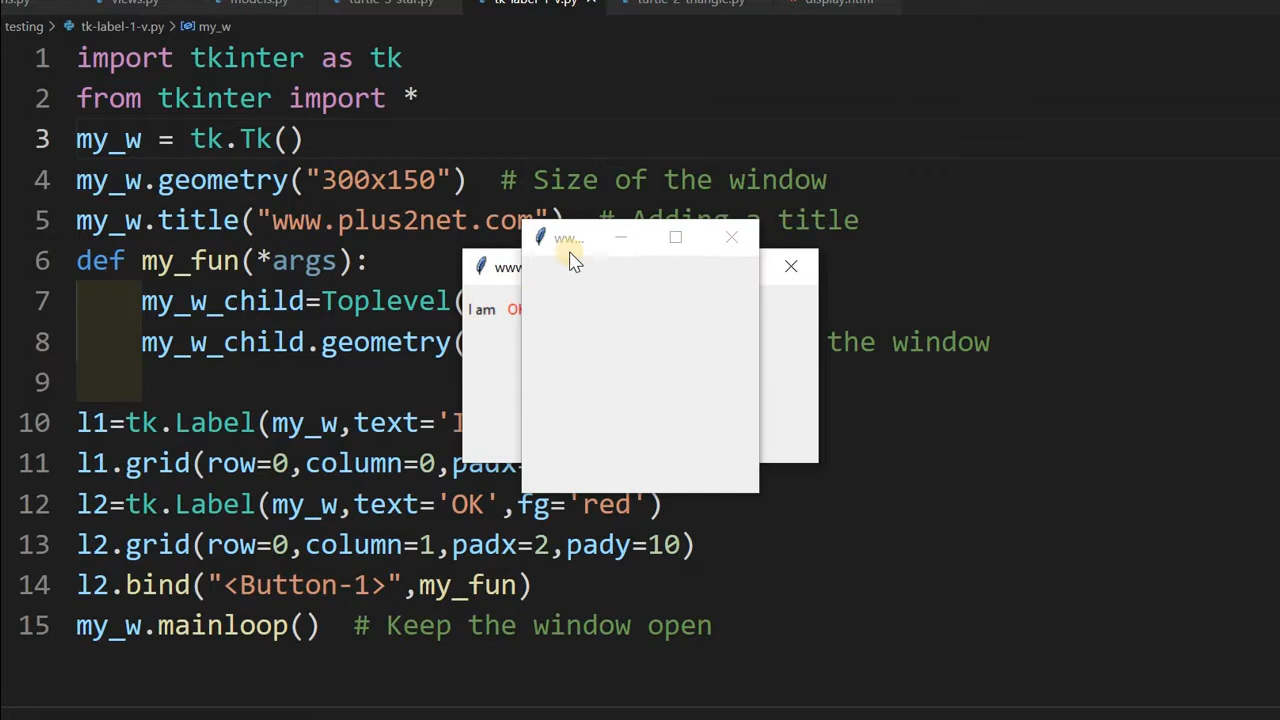 views.py models.py turtle-5-star.py tk-label-1-v.py turtle-2-triangle.py display.html
testing > tk-label-1-v.py > my_w
1 import tkinter as tk
2 from tkinter import *
3 my_w = tk.Tk()
4 my_w.geometry("300x150") # Size of the window
5 my_w.title("www.plus2net.com") # Adding a title
6 def my_fun(*args):
7 my_w_child=Toplevel(
8 my_w_child.geometry( the window
9
10 l1=tk.Label(my_w,text='I
11 l1.grid(row=0,column=0,padx=
12 l2=tk.Label(my_w,text='OK',fg='red')
13 l2.grid(row=0,column=1,padx=2,pady=10)
14 l2.bind("<Button-1>",my_fun)
15 my_w.mainloop() # Keep the window open
ww...
www
I am OK